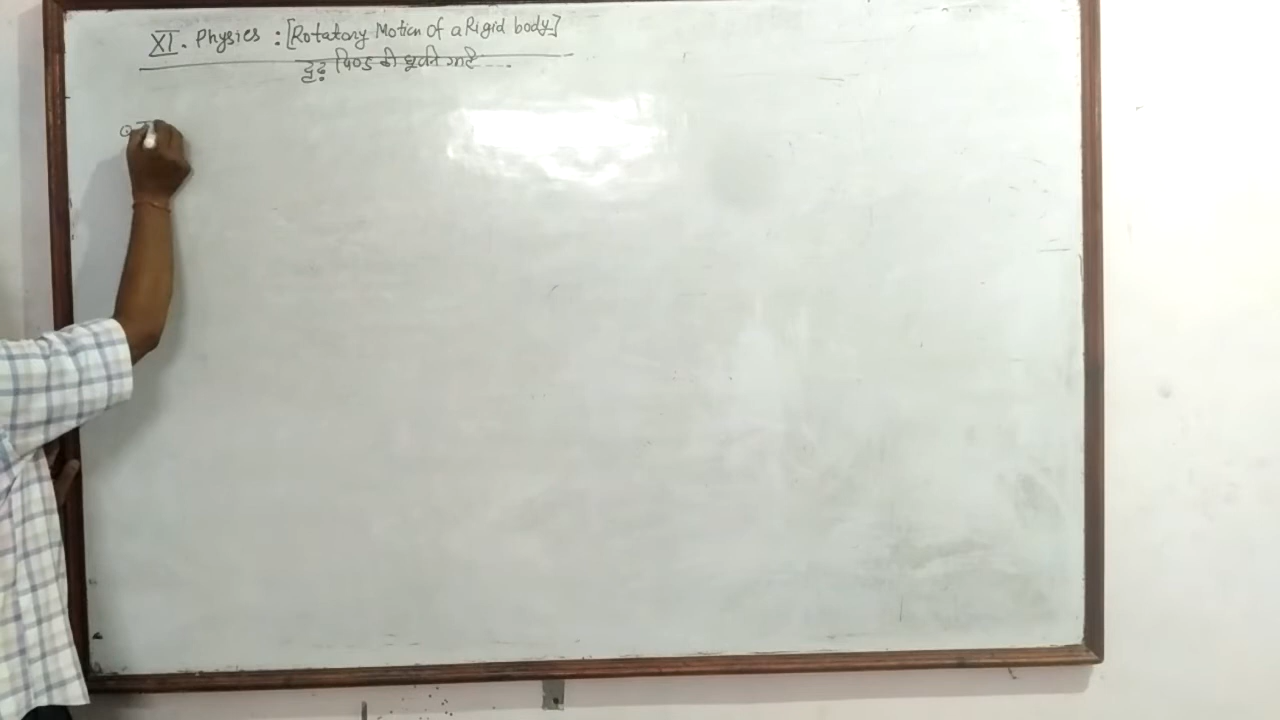 XI. Physics : [Rotatory Motion of a Rigid body]
दृढ़ पिण्ड की घूर्णन गति .....